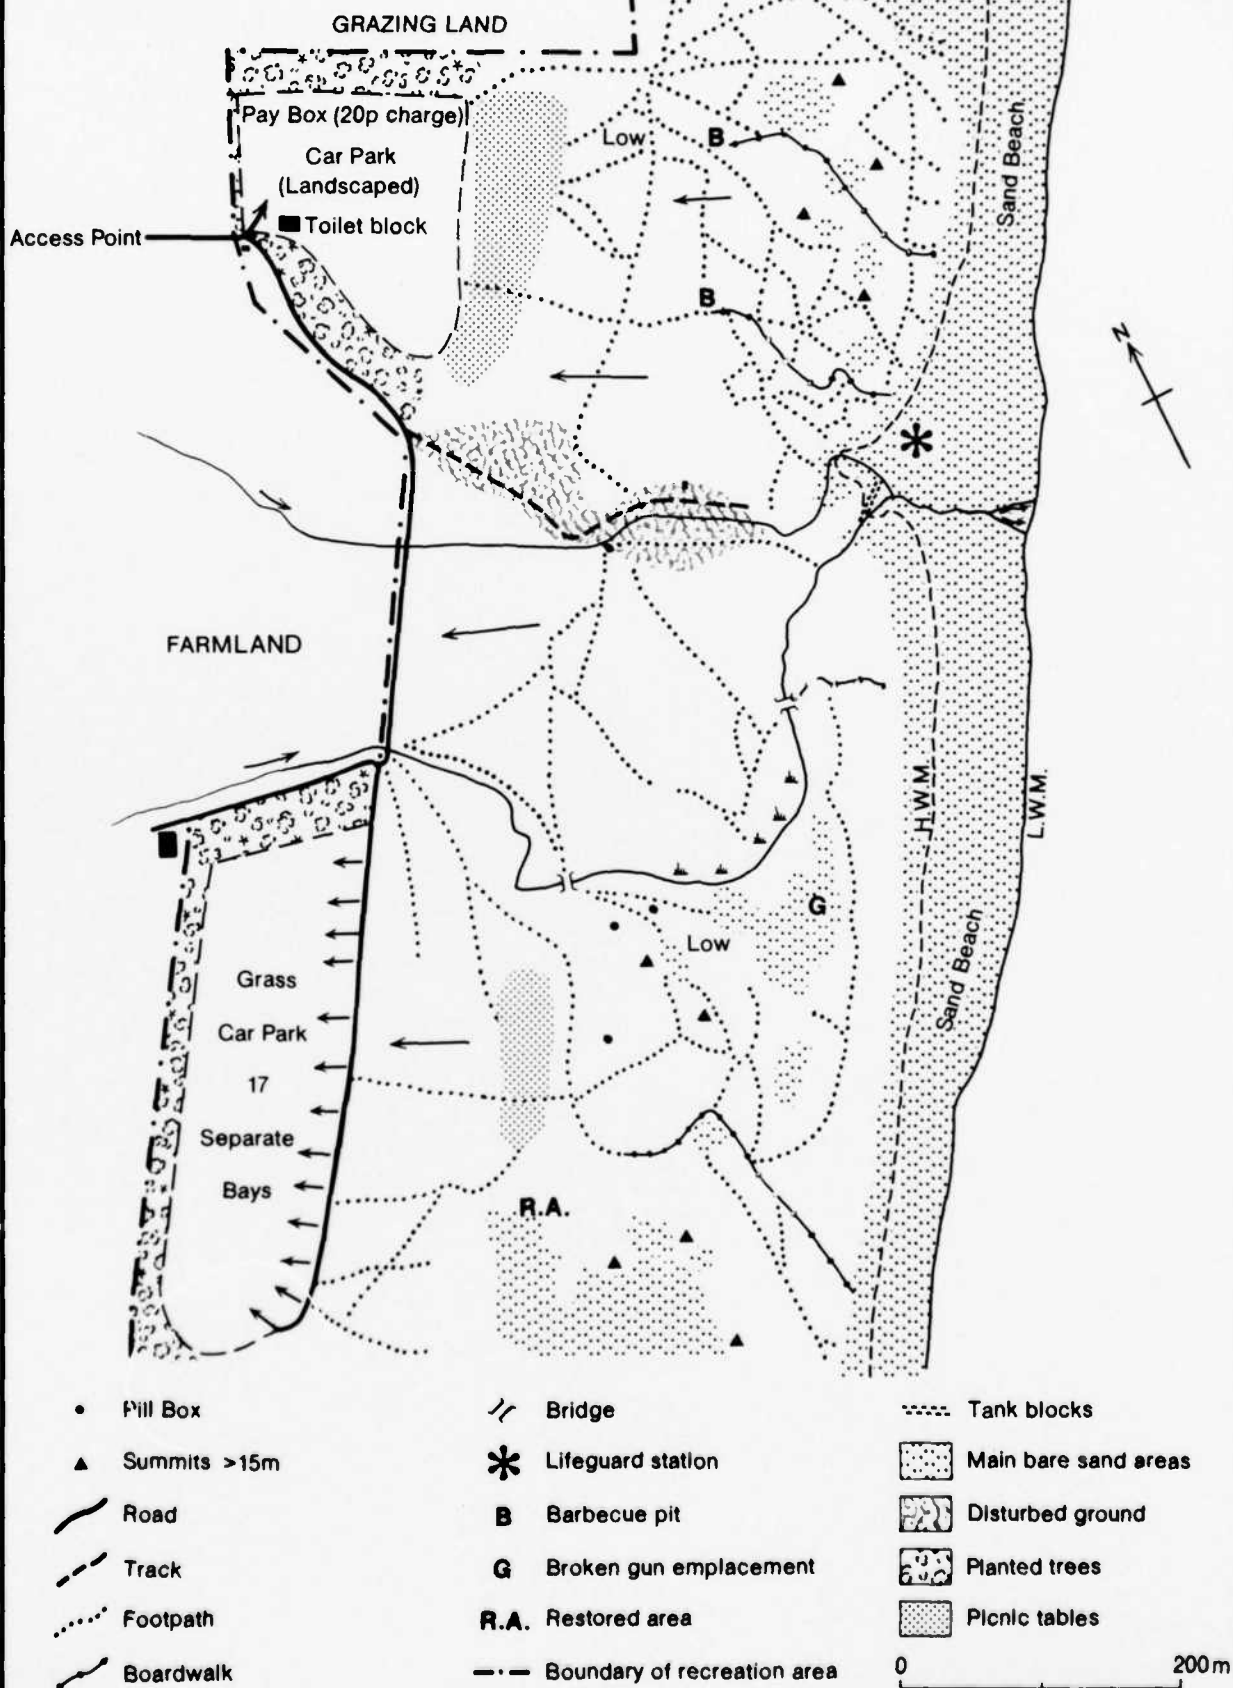 GRAZING LAND
Pay Box (20p charge)
Car Park
(Landscaped)
Toilet block
Access Point
Low
B
Sand Beach
B
N
FARMLAND
H.W.M.
L.W.M.
G
Low
Sand Beach
Grass
Car Park
17
Separate
Bays
R.A.
Pill Box
Summits >15m
Road
Track
Footpath
Boardwalk
Bridge
Lifeguard station
B Barbecue pit
G Broken gun emplacement
R.A. Restored area
Boundary of recreation area
Tank blocks
Main bare sand areas
Disturbed ground
Planted trees
Picnic tables
0 200m